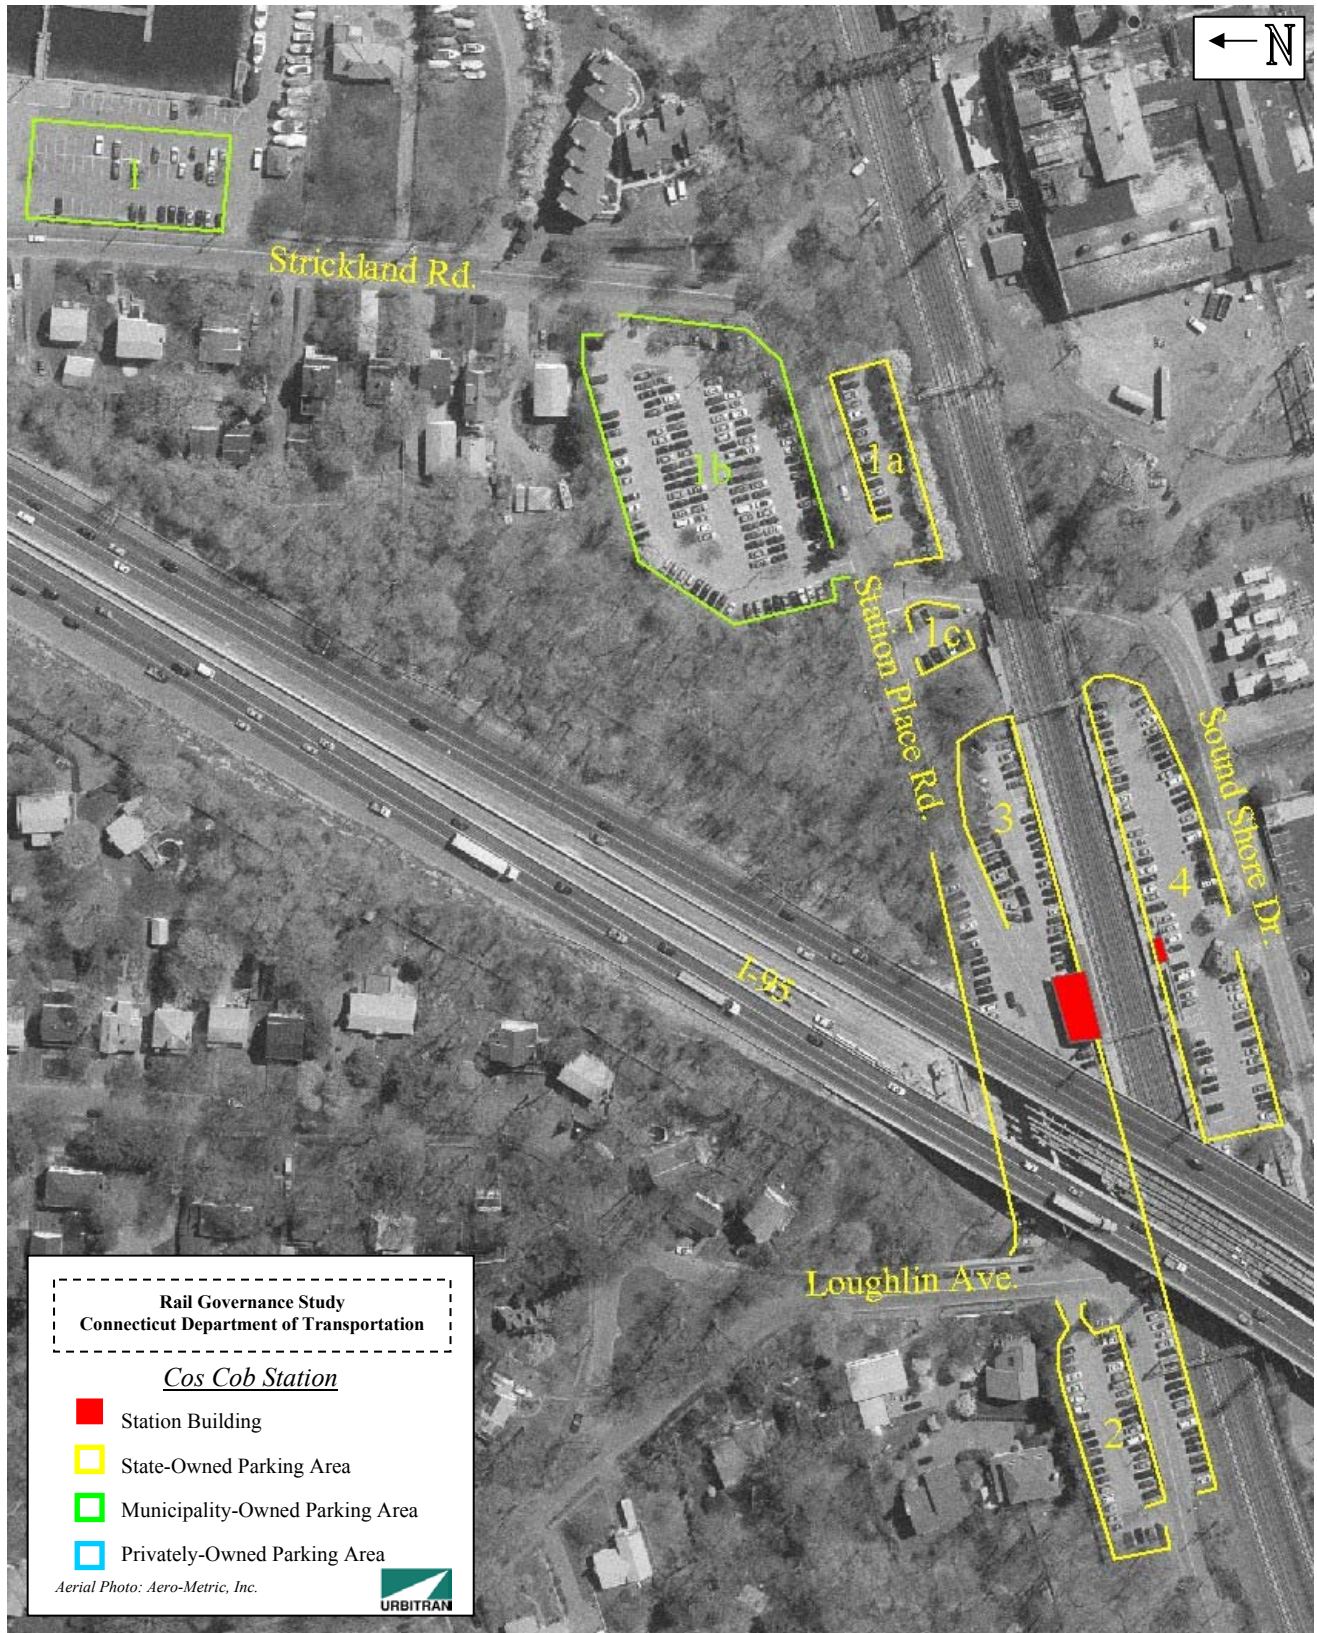 N
1
Strickland Rd.
1b
1a
Station Place Rd.
1c
3
Sound Shore Dr.
4
I-95
Loughlin Ave.
2
Rail Governance Study
Connecticut Department of Transportation
Cos Cob Station
Station Building
State-Owned Parking Area
Municipality-Owned Parking Area
Privately-Owned Parking Area
Aerial Photo: Aero-Metric, Inc.
URBITRAN